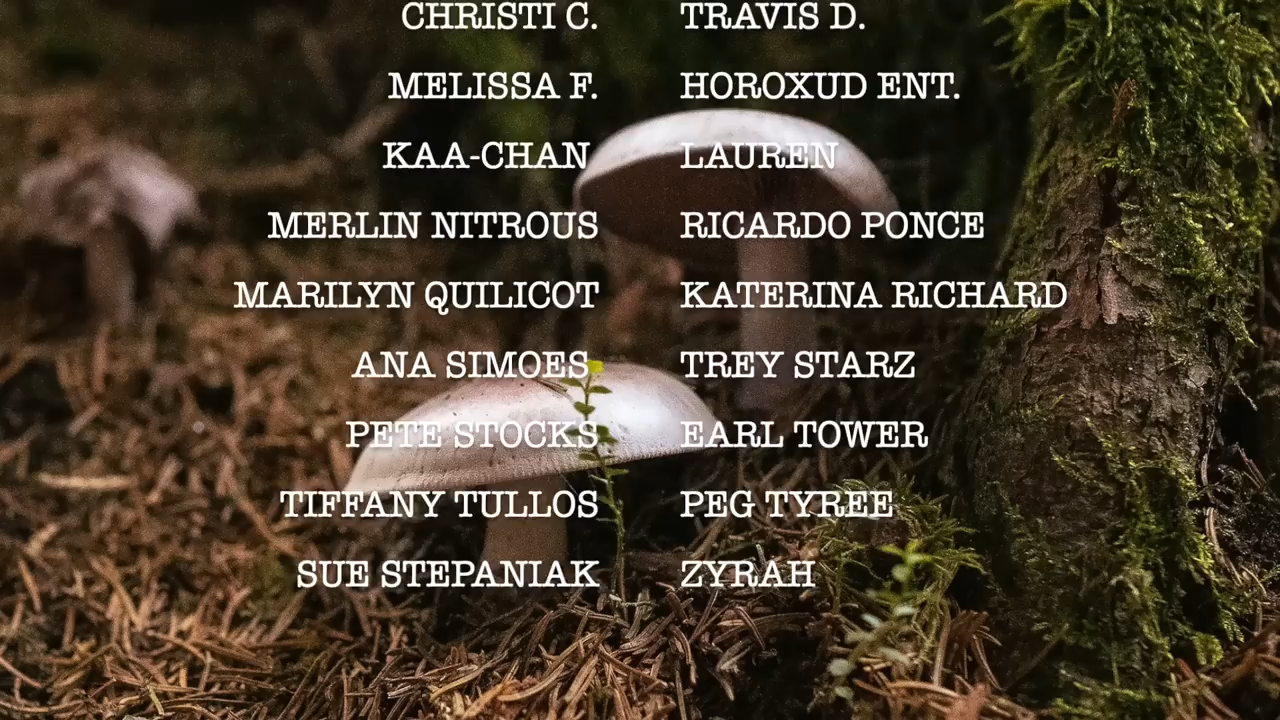 CHRISTI C. TRAVIS D.
MELISSA F. HOROXUD ENT.
KAA-CHAN LAUREN
MERLIN NITROUS RICARDO PONCE
MARILYN QUILICOT KATERINA RICHARD
ANA SIMOES TREY STARZ
PETE STOCKS EARL TOWER
TIFFANY TULLOS PEG TYREE
SUE STEPANIAK ZYRAH